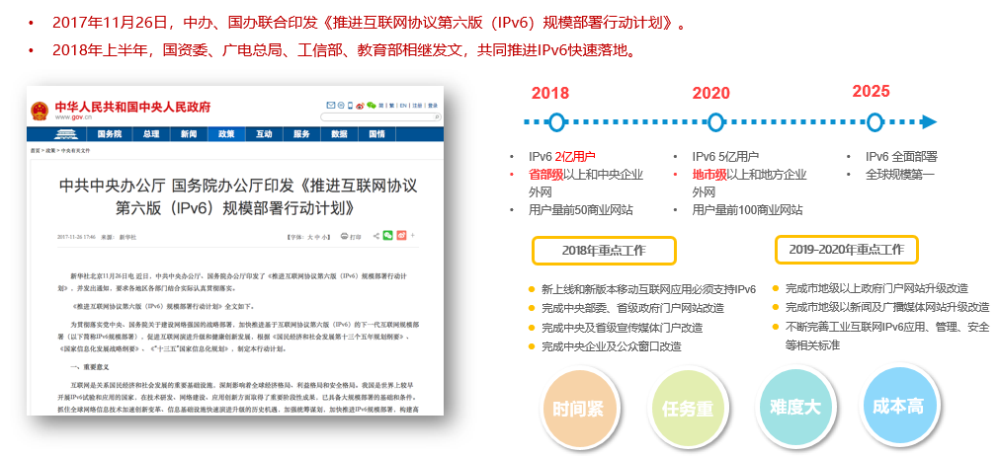 • 2017年11月26日，中办、国办联合印发《推进互联网协议第六版（IPv6）规模部署行动计划》。
• 2018年上半年，国资委、广电总局、工信部、教育部相继发文，共同推进IPv6快速落地。
中华人民共和国中央人民政府
www.gov.cn
简 | 繁 | EN | 注册 | 登录
国务院 总理 新闻 政策 互动 服务 数据 国情
首页 > 政策 > 中央有关文件
中共中央办公厅 国务院办公厅印发《推进互联网协议
第六版（IPv6）规模部署行动计划》
2017-11-26 17:46 来源： 新华社 【字体：大 中 小】 打印
新华社北京11月26日电 近日，中共中央办公厅、国务院办公厅印发了《推进互联网协议第六版（IPv6）规模部署行动计
划》，并发出通知，要求各地区各部门结合实际认真贯彻落实。
《推进互联网协议第六版（IPv6）规模部署行动计划》全文如下。
为贯彻落实党中央、国务院关于建设网络强国的战略部署，加快推进基于互联网协议第六版（IPv6）的下一代互联网规模部
署（以下简称IPv6规模部署），促进互联网演进升级和健康创新发展，根据《国民经济和社会发展第十三个五年规划纲要》、
《国家信息化发展战略纲要》、《“十三五”国家信息化规划》，制定本行动计划。
一、重要意义
互联网是关系国民经济和社会发展的重要基础设施，深刻影响着全球经济格局、利益格局和安全格局。我国是世界上较早
开展IPv6试验和应用的国家，在技术研发、网络建设、应用创新方面取得了重要阶段性成果，已具备大规模部署的基础和条件。
抓住全球网络信息技术加速创新变革、信息基础设施快速演进升级的历史机遇，加强统筹谋划，加快推进IPv6规模部署，构建高
2018 2020 2025
• IPv6 2亿用户
• 省部级以上和中央企业
外网
• 用户量前50商业网站
• IPv6 5亿用户
• 地市级以上和地方企业
外网
• 用户量前100商业网站
• IPv6 全面部署
• 全球规模第一
2018年重点工作
新上线和新版本移动互联网应用必须支持IPv6
完成中央部委、省级政府门户网站改造
完成中央及省级宣传媒体门户改造
完成中央企业及公众窗口改造
2019-2020年重点工作
完成市地级以上政府门户网站升级改造
完成市地级以新闻及广播媒体网站升级改造
不断完善工业互联网IPv6应用、管理、安全
等相关标准
时间紧 任务重 难度大 成本高